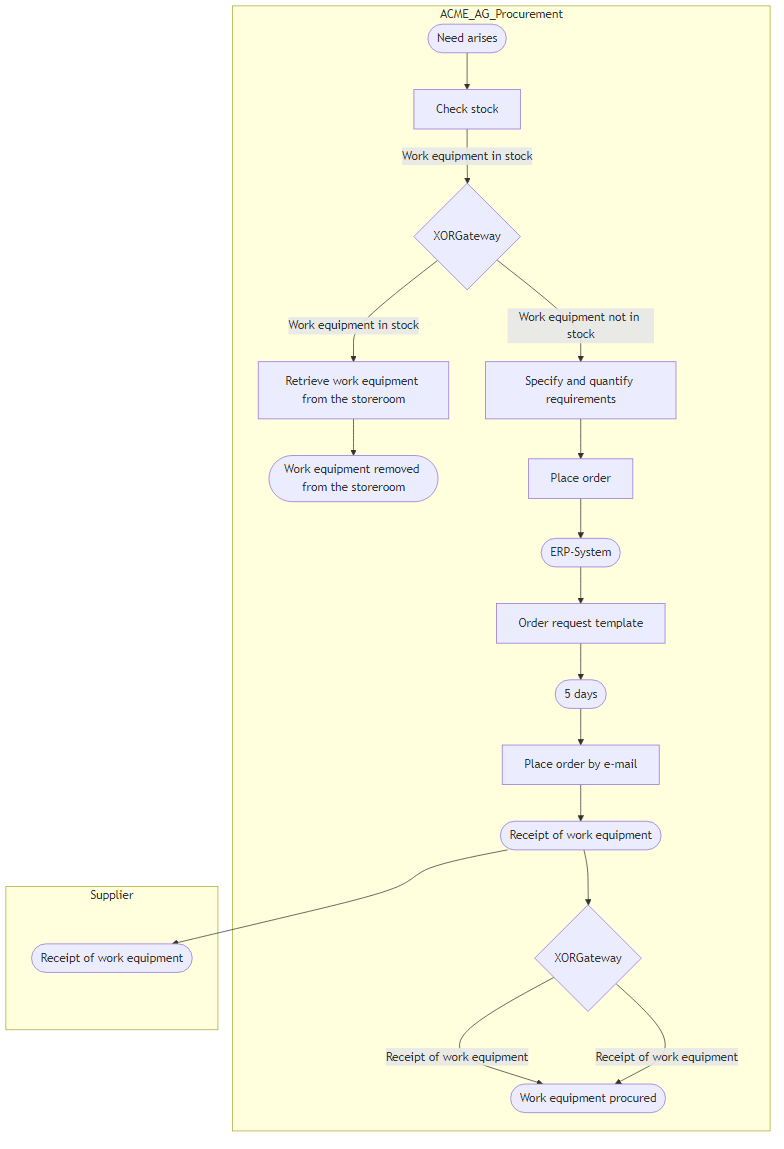 ACME_AG_Procurement
Need arises
Check stock
Work equipment in stock
XORGateway
Work equipment in stock
Work equipment not in
stock
Retrieve work equipment
from the storeroom
Specify and quantify
requirements
Work equipment removed
from the storeroom
Place order
ERP-System
Order request template
5 days
Place order by e-mail
Receipt of work equipment
Supplier
Receipt of work equipment
XORGateway
Receipt of work equipment
Receipt of work equipment
Work equipment procured